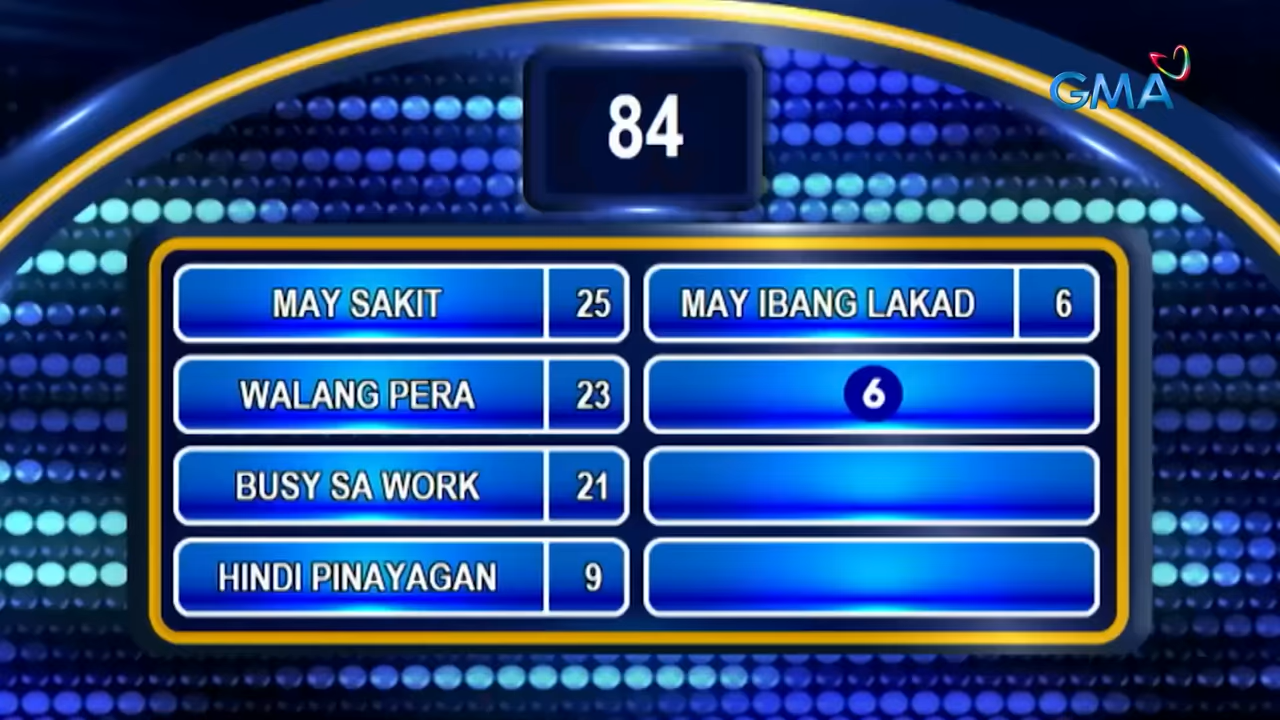 GMA
84
MAY SAKIT 25
WALANG PERA 23
BUSY SA WORK 21
HINDI PINAYAGAN 9
MAY IBANG LAKAD 6
6